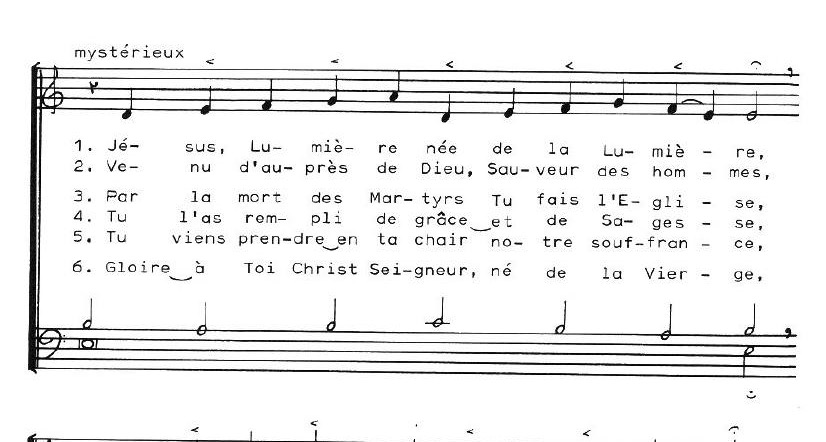 mystérieux
1. Jé- sus, Lu- miè- re née de la Lu- miè - re,
2. Ve- nu d'au-près de Dieu, Sau-veur des hom - mes,
3. Par la mort des Mar-tyrs Tu fais l'E-gli - se,
4. Tu l'as rem- pli de grâce et de Sa- ges - se,
5. Tu viens pren-dre en ta chair no- tre souf-fran - ce,
6. Gloire à Toi Christ Sei-gneur, né de la Vier - ge,